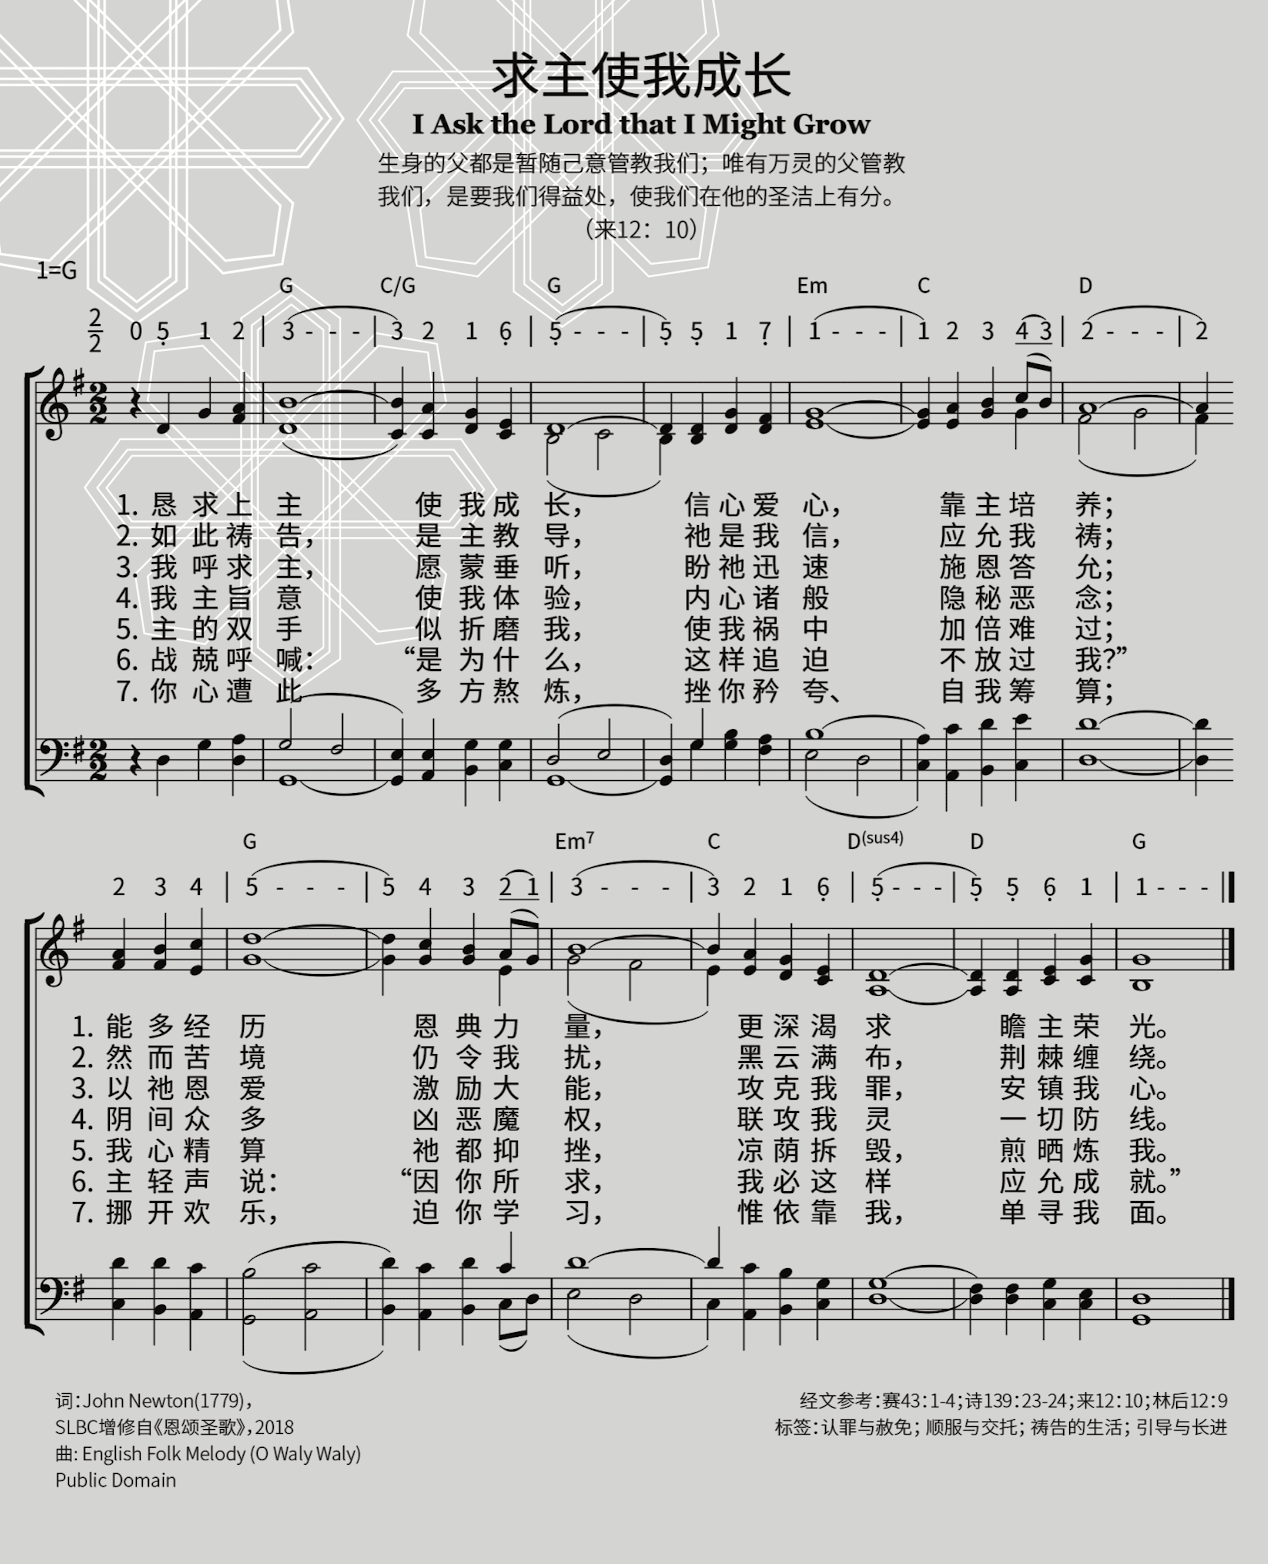 求主使我成长
I Ask the Lord that I Might Grow
生身的父都是暂随己意管教我们；唯有万灵的父管教
我们，是要我们得益处，使我们在他的圣洁上有分。
（来12：10）
1=G
G C/G G Em C D
2/2 0 5̣ 1 2 | 3 - - - | 3 2 1 6̣ | 5̣ - - - | 5̣ 5̣ 1 7̣ | 1 - - - | 1 2 3 4 3 | 2 - - - | 2
1. 恳 求 上 主 使 我 成 长， 信 心 爱 心， 靠 主 培 养；
2. 如 此 祷 告， 是 主 教 导， 祂 是 我 信， 应 允 我 祷；
3. 我 呼 求 主， 愿 蒙 垂 听， 盼 祂 迅 速 施 恩 答 允；
4. 我 主 旨 意 使 我 体 验， 内 心 诸 般 隐 秘 恶 念；
5. 主 的 双 手 似 折 磨 我， 使 我 祸 中 加 倍 难 过；
6. 战 兢 呼 喊： “是 为 什 么， 这 样 追 迫 不 放 过 我？”
7. 你 心 遭 此 多 方 熬 炼， 挫 你 矜 夸、 自 我 筹 算；
G Em7 C D(sus4) D G
2 3 4 | 5 - - - | 5 4 3 2 1 | 3 - - - | 3 2 1 6̣ | 5̣ - - - | 5̣ 5̣ 6̣ 1 | 1 - - - ‖
1. 能 多 经 历 恩 典 力 量， 更 深 渴 求 瞻 主 荣 光。
2. 然 而 苦 境 仍 令 我 扰， 黑 云 满 布， 荆 棘 缠 绕。
3. 以 祂 恩 爱 激 励 大 能， 攻 克 我 罪， 安 镇 我 心。
4. 阴 间 众 多 凶 恶 魔 权， 联 攻 我 灵 一 切 防 线。
5. 我 心 精 算 祂 都 抑 挫， 凉 荫 拆 毁， 煎 晒 炼 我。
6. 主 轻 声 说： “因 你 所 求， 我 必 这 样 应 允 成 就。”
7. 挪 开 欢 乐， 迫 你 学 习， 惟 依 靠 我， 单 寻 我 面。
词：John Newton(1779)，
SLBC增修自《恩颂圣歌》，2018
曲: English Folk Melody (O Waly Waly)
Public Domain
经文参考：赛43：1-4；诗139：23-24；来12：10；林后12：9
标签：认罪与赦免；顺服与交托；祷告的生活；引导与长进